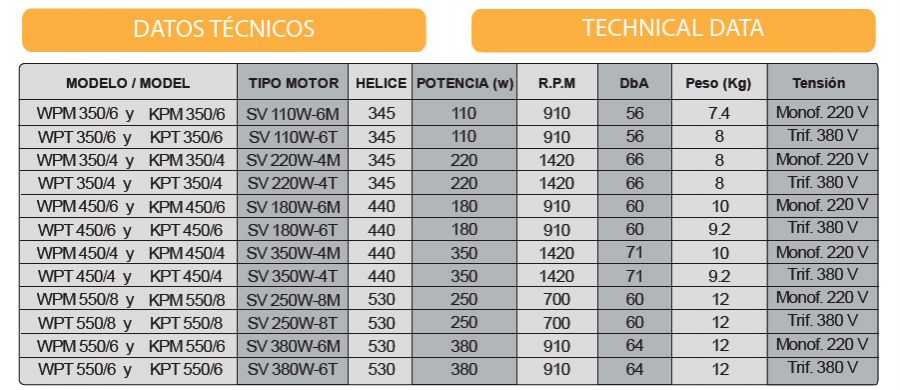 DATOS TÉCNICOS TECHNICAL DATA
MODELO / MODEL TIPO MOTOR HELICE POTENCIA (w) R.P.M DbA Peso (Kg) Tensión
WPM 350/6 y KPM 350/6 SV 110W-6M 345 110 910 56 7.4 Monof. 220 V
WPT 350/6 y KPT 350/6 SV 110W-6T 345 110 910 56 8 Trif. 380 V
WPM 350/4 y KPM 350/4 SV 220W-4M 345 220 1420 66 8 Monof. 220 V
WPT 350/4 y KPT 350/4 SV 220W-4T 345 220 1420 66 8 Trif. 380 V
WPM 450/6 y KPM 450/6 SV 180W-6M 440 180 910 60 10 Monof. 220 V
WPT 450/6 y KPT 450/6 SV 180W-6T 440 180 910 60 9.2 Trif. 380 V
WPM 450/4 y KPM 450/4 SV 350W-4M 440 350 1420 71 10 Monof. 220 V
WPT 450/4 y KPT 450/4 SV 350W-4T 440 350 1420 71 9.2 Trif. 380 V
WPM 550/8 y KPM 550/8 SV 250W-8M 530 250 700 60 12 Monof. 220 V
WPT 550/8 y KPT 550/8 SV 250W-8T 530 250 700 60 12 Trif. 380 V
WPM 550/6 y KPM 550/6 SV 380W-6M 530 380 910 64 12 Monof. 220 V
WPT 550/6 y KPT 550/6 SV 380W-6T 530 380 910 64 12 Trif. 380 V